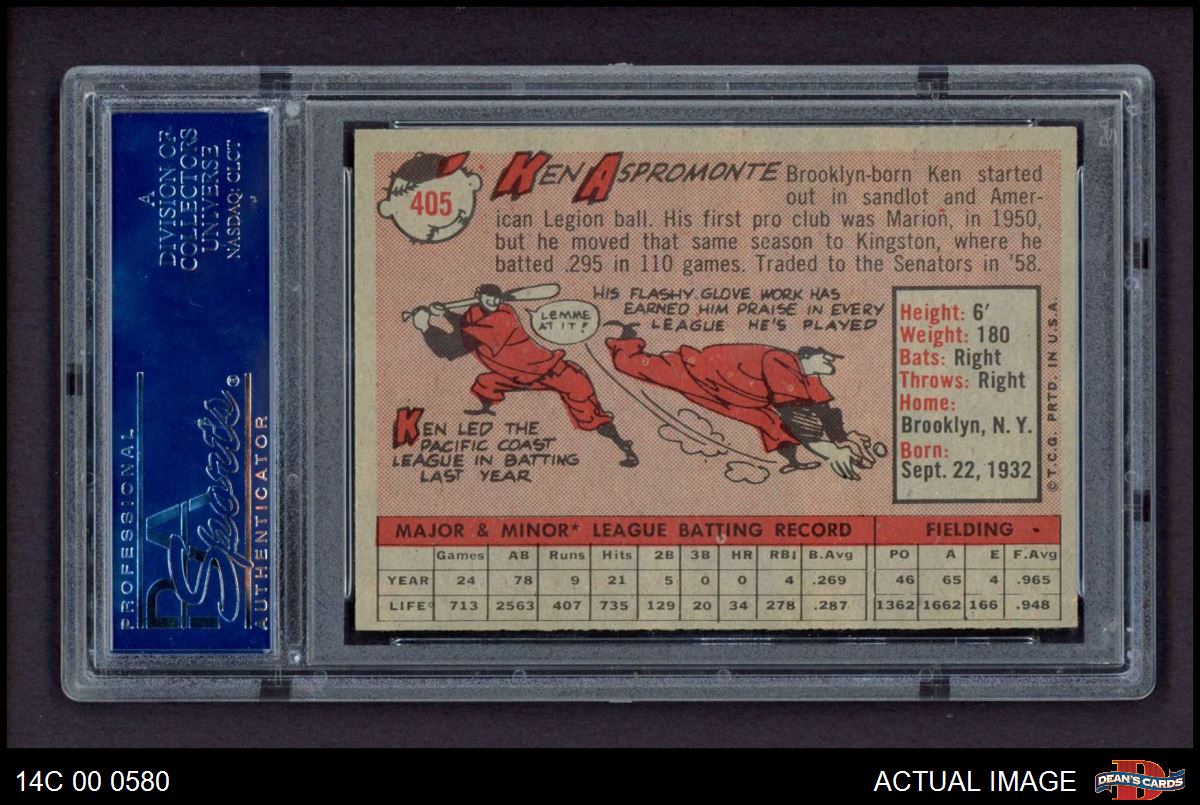 A
DIVISION OF
COLLECTORS
UNIVERSE
NASDAQ: CLCT
PROFESSIONAL
PSA
Sports®
AUTHENTICATOR
405
KEN ASPROMONTE
Brooklyn-born Ken started
out in sandlot and Amer-
ican Legion ball. His first pro club was Marion, in 1950,
but he moved that same season to Kingston, where he
batted .295 in 110 games. Traded to the Senators in '58.
LEMME
AT IT!
HIS FLASHY GLOVE WORK HAS
EARNED HIM PRAISE IN EVERY
LEAGUE HE'S PLAYED
KEN LED THE
PACIFIC COAST
LEAGUE IN BATTING
LAST YEAR
Height: 6'
Weight: 180
Bats: Right
Throws: Right
Home:
Brooklyn, N. Y.
Born:
Sept. 22, 1932
© T.C.G. PRTD. IN U.S.A.
MAJOR & MINOR* LEAGUE BATTING RECORD FIELDING
Games AB Runs Hits 2B 3B HR RBI B.Avg PO A E F.Avg
YEAR 24 78 9 21 5 0 0 4 .269 46 65 4 .965
LIFE* 713 2563 407 735 129 20 34 278 .287 1362 1662 166 .948
14C 00 0580
ACTUAL IMAGE
DEAN'S CARDS